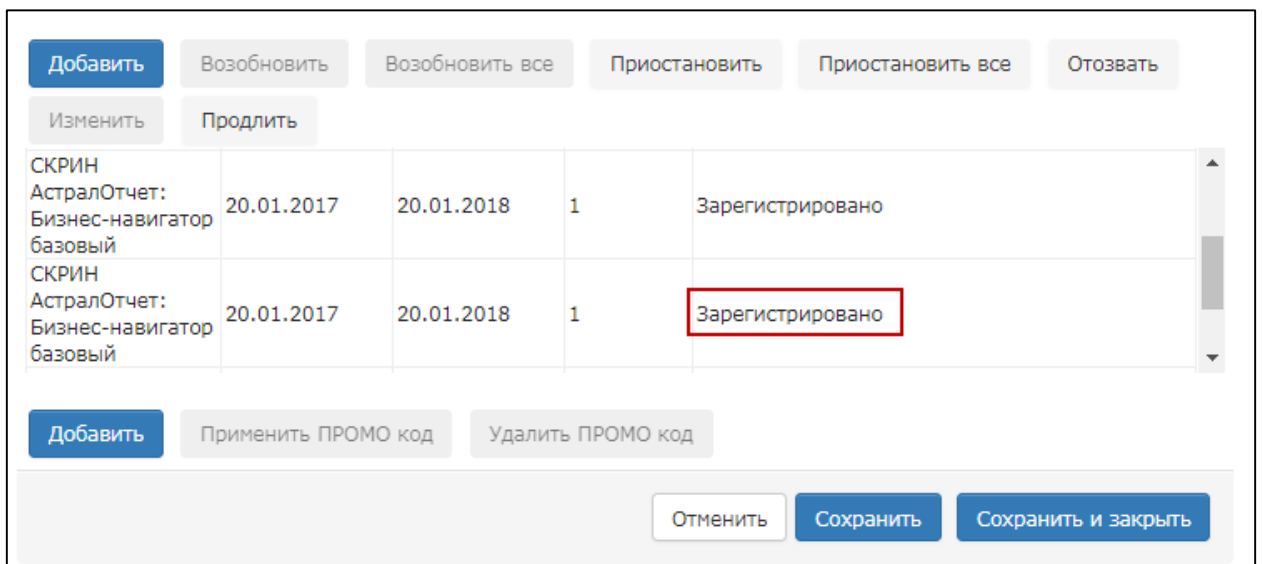 Добавить Возобновить Возобновить все Приостановить Приостановить все Отозвать
Изменить Продлить
СКРИН
АстралОтчет:
Бизнес-навигатор
базовый
20.01.2017 20.01.2018 1 Зарегистрировано
СКРИН
АстралОтчет:
Бизнес-навигатор
базовый
20.01.2017 20.01.2018 1 Зарегистрировано
Добавить Применить ПРОМО код Удалить ПРОМО код
Отменить Сохранить Сохранить и закрыть